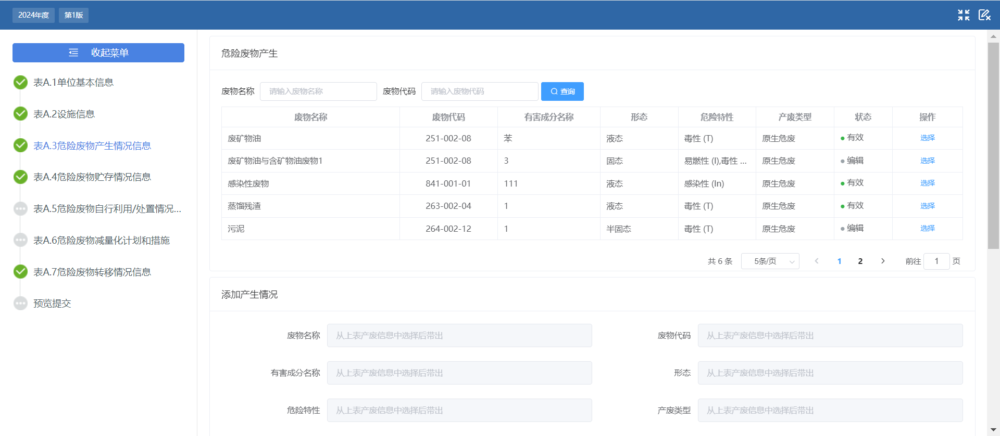 2024年度 第1版
收起菜单
表A.1单位基本信息
表A.2设施信息
表A.3危险废物产生情况信息
表A.4危险废物贮存情况信息
表A.5危险废物自行利用/处置情况...
表A.6危险废物减量化计划和措施
表A.7危险废物转移情况信息
预览提交
危险废物产生
废物名称 请输入废物名称 废物代码 请输入废物代码 查询
废物名称 废物代码 有害成分名称 形态 危险特性 产废类型 状态 操作
废矿物油 251-002-08 苯 液态 毒性 (T) 原生危废 有效 选择
废矿物油与含矿物油废物1 251-002-08 3 固态 易燃性 (I),毒性 ... 原生危废 编辑 选择
感染性废物 841-001-01 111 液态 感染性 (In) 原生危废 有效 选择
蒸馏残渣 263-002-04 1 液态 毒性 (T) 原生危废 有效 选择
污泥 264-002-12 1 半固态 毒性 (T) 原生危废 编辑 选择
共 6 条 5条/页 1 2 前往 1 页
添加产生情况
废物名称 从上表产废信息中选择后带出 废物代码 从上表产废信息中选择后带出
有害成分名称 从上表产废信息中选择后带出 形态 从上表产废信息中选择后带出
危险特性 从上表产废信息中选择后带出 产废类型 从上表产废信息中选择后带出